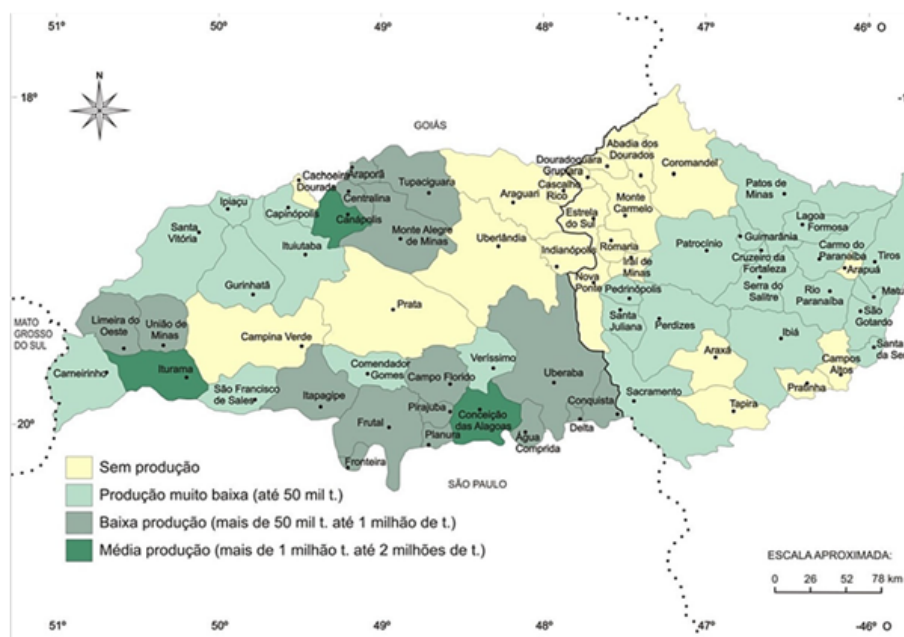 51º
50º
49º
48º
47º
46º O
18º
N
GOIÁS
Cachoeira
Dourada
Araporã
Centralina
Tupaciguara
Canápolis
Ipiaçu
Capinópolis
Santa
Vitória
Ituiutaba
Monte Alegre
de Minas
Gurinhatã
Araguari
Uberlândia
Indianópolis
Douradoquara
Grupiara
Cascalho
Rico
Abadia dos
Dourados
Coromandel
Estrela
do Sul
Monte
Carmelo
Romaria
Iraí de
Minas
Nova
Ponte
Patos de
Minas
Lagoa
Formosa
Patrocínio
Guimarânia
Cruzeiro da
Fortaleza
Carmo do
Paranaíba
Tiros
Arapuá
Serra do
Salitre
Rio
Paranaíba
Matu
São
Gotardo
Pedrinópolis
Santa
Juliana
Perdizes
Ibiá
Santa
da Ser
MATO
GROSSO
DO SUL
Limeira do
Oeste
União de
Minas
Prata
Campina Verde
Carneirinho
Iturama
São Francisco
de Sales
Comendador
Gomes
Veríssimo
Campo Florido
Uberaba
Itapagipe
Pirajuba
Conceição
das Alagoas
Conquista
Frutal
Planura
Água
Comprida
Delta
Fronteira
Sacramento
Araxá
Campos
Altos
Pratinha
Tapira
20º
SÃO PAULO
Sem produção
Produção muito baixa (até 50 mil t.)
Baixa produção (mais de 50 mil t. até 1 milhão de t.)
Média produção (mais de 1 milhão t. até 2 milhões de t.)
ESCALA APROXIMADA:
0 26 52 78 km
51º
50º
49º
48º
47º
-46º O